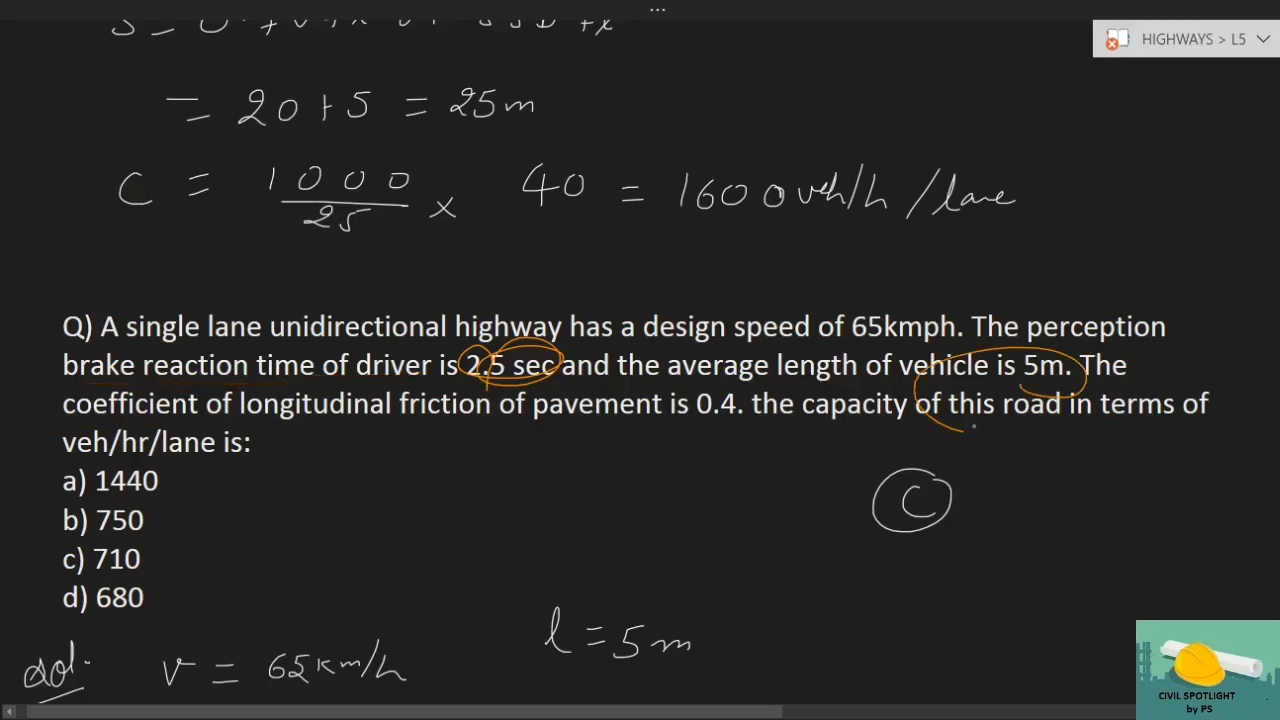 ...
HIGHWAYS > L5
= 20 + 5 = 25m
C = 1000/25 × 40 = 1600 veh/h /lane
Q) A single lane unidirectional highway has a design speed of 65kmph. The perception
brake reaction time of driver is 2.5 sec and the average length of vehicle is 5m. The
coefficient of longitudinal friction of pavement is 0.4. the capacity of this road in terms of
veh/hr/lane is:
a) 1440
b) 750
c) 710
d) 680
C
l = 5m
Sol. v = 65 km/h
CIVIL SPOTLIGHT
by PS